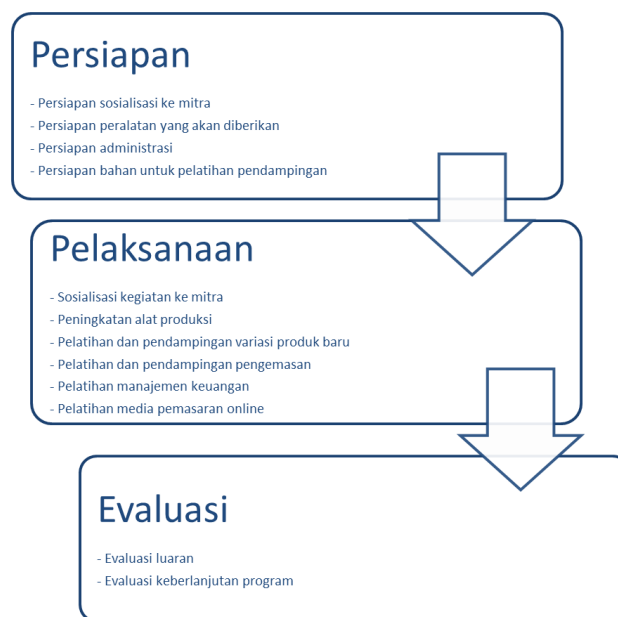 Persiapan
- Persiapan sosialisasi ke mitra
- Persiapan peralatan yang akan diberikan
- Persiapan administrasi
- Persiapan bahan untuk pelatihan pendampingan
Pelaksanaan
- Sosialisasi kegiatan ke mitra
- Peningkatan alat produksi
- Pelatihan dan pendampingan variasi produk baru
- Pelatihan dan pendampingan pengemasan
- Pelatihan manajemen keuangan
- Pelatihan media pemasaran online
Evaluasi
- Evaluasi luaran
- Evaluasi keberlanjutan program